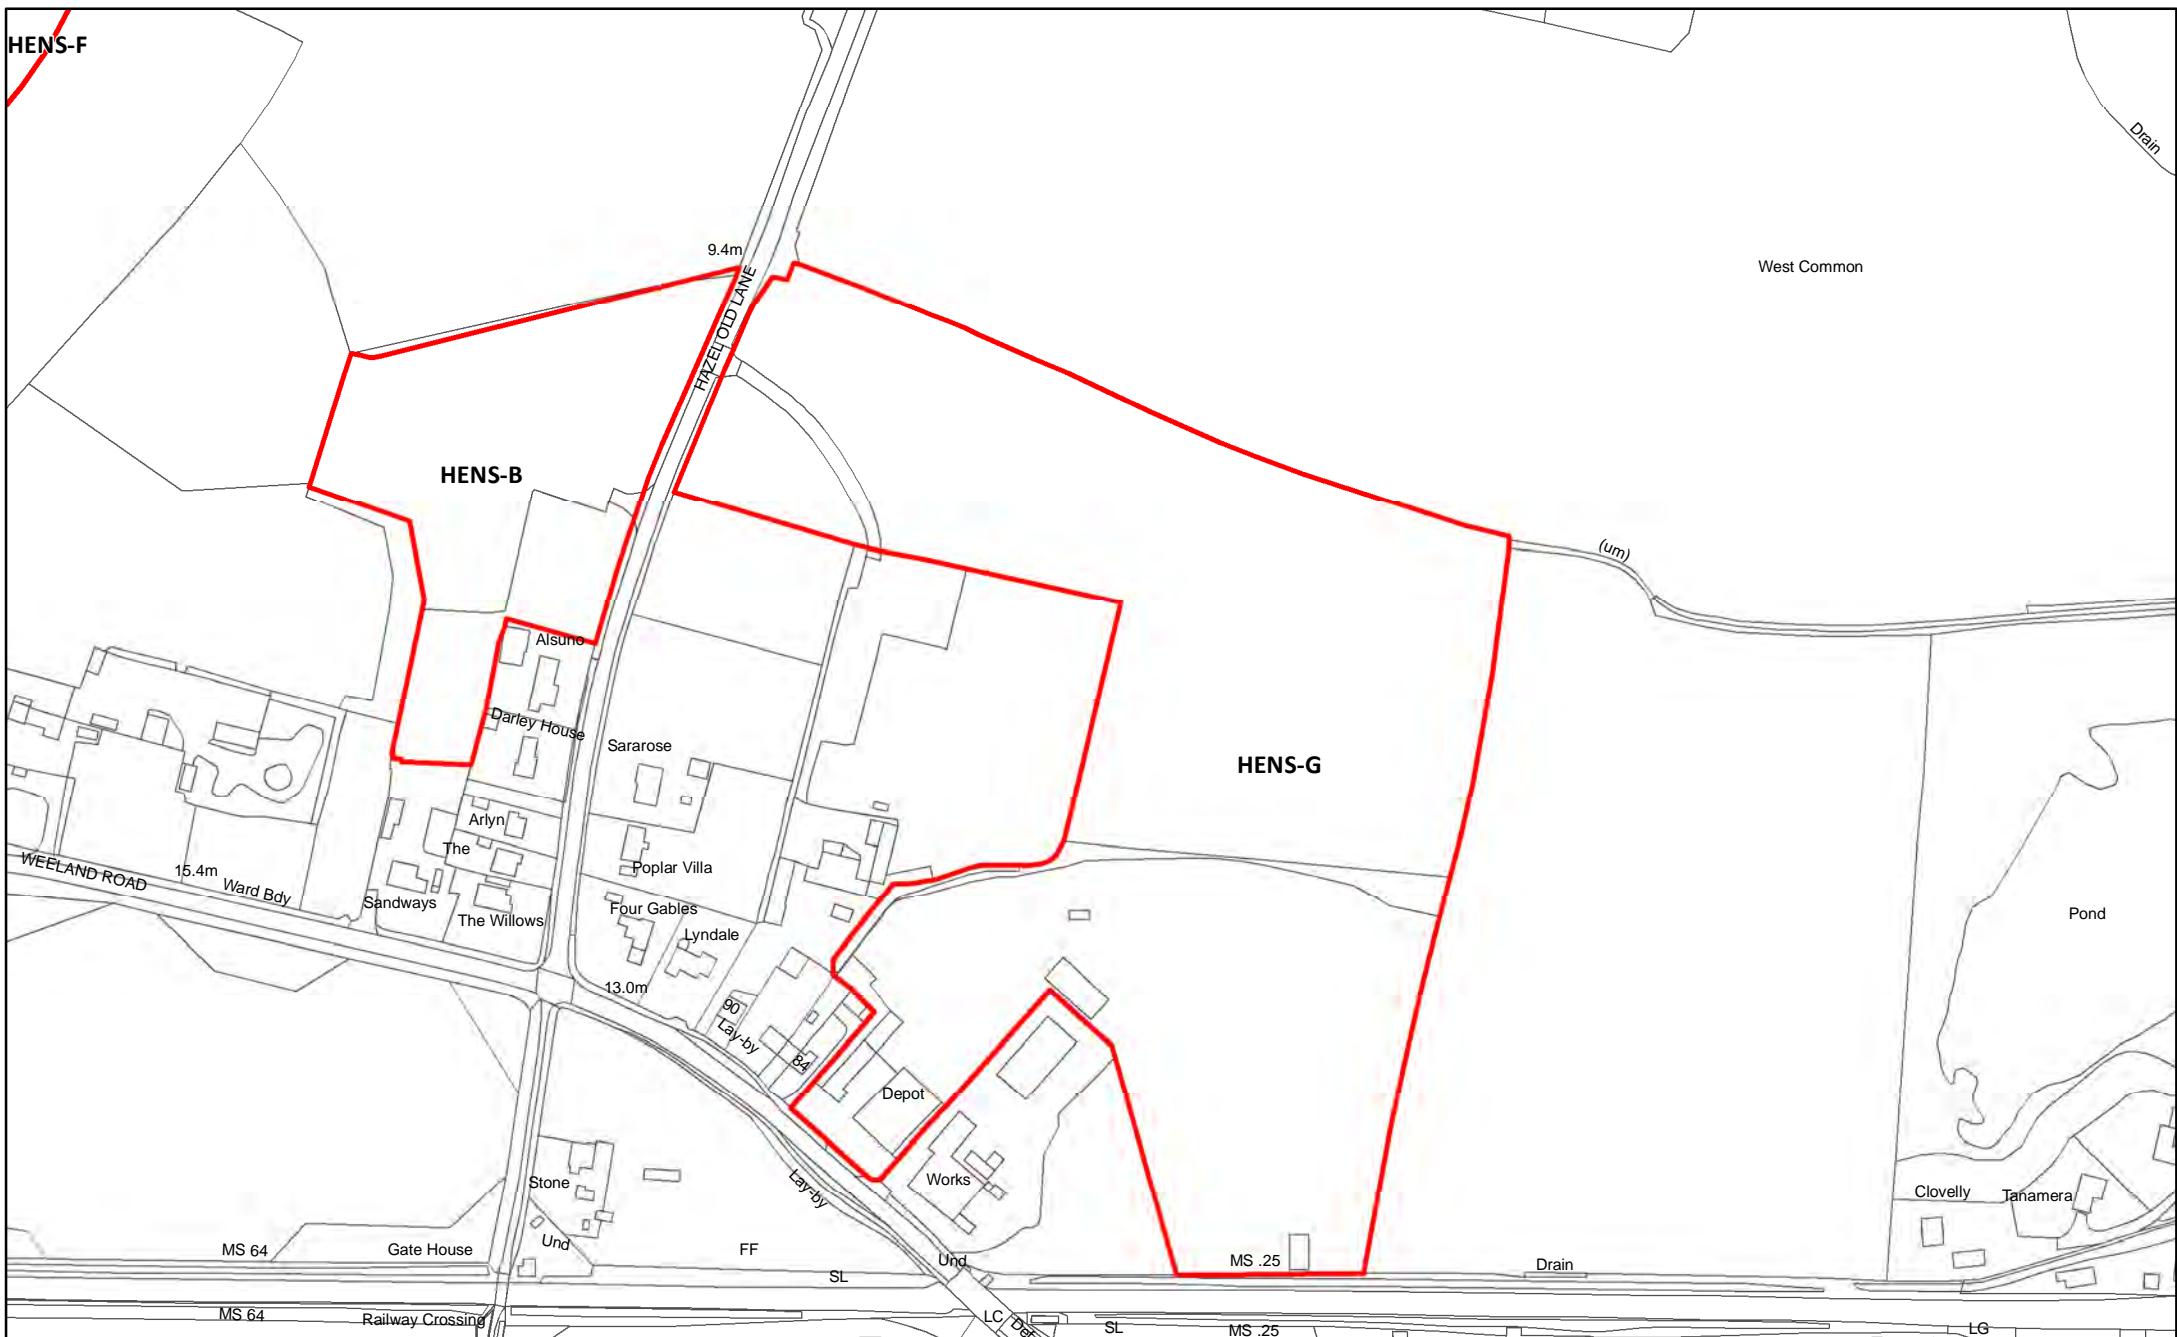 HENS-F
Drain
9.4m
West Common
HAZEL OLD LANE
HENS-B
(um)
Alsuno
Darley House
Sararose
HENS-G
Arlyn
The
Poplar Villa
WEELAND ROAD
15.4m
Ward Bdy
Sandways
The Willows
Four Gables
Lyndale
Pond
13.0m
90
Lay-by
84
Depot
Stone
Lay-by
Works
Clovelly
Tanamera
MS 64
Gate House
Und
FF
SL
Und
MS .25
Drain
MS 64
Railway Crossing
LC
Def
SL
MS .25
LG